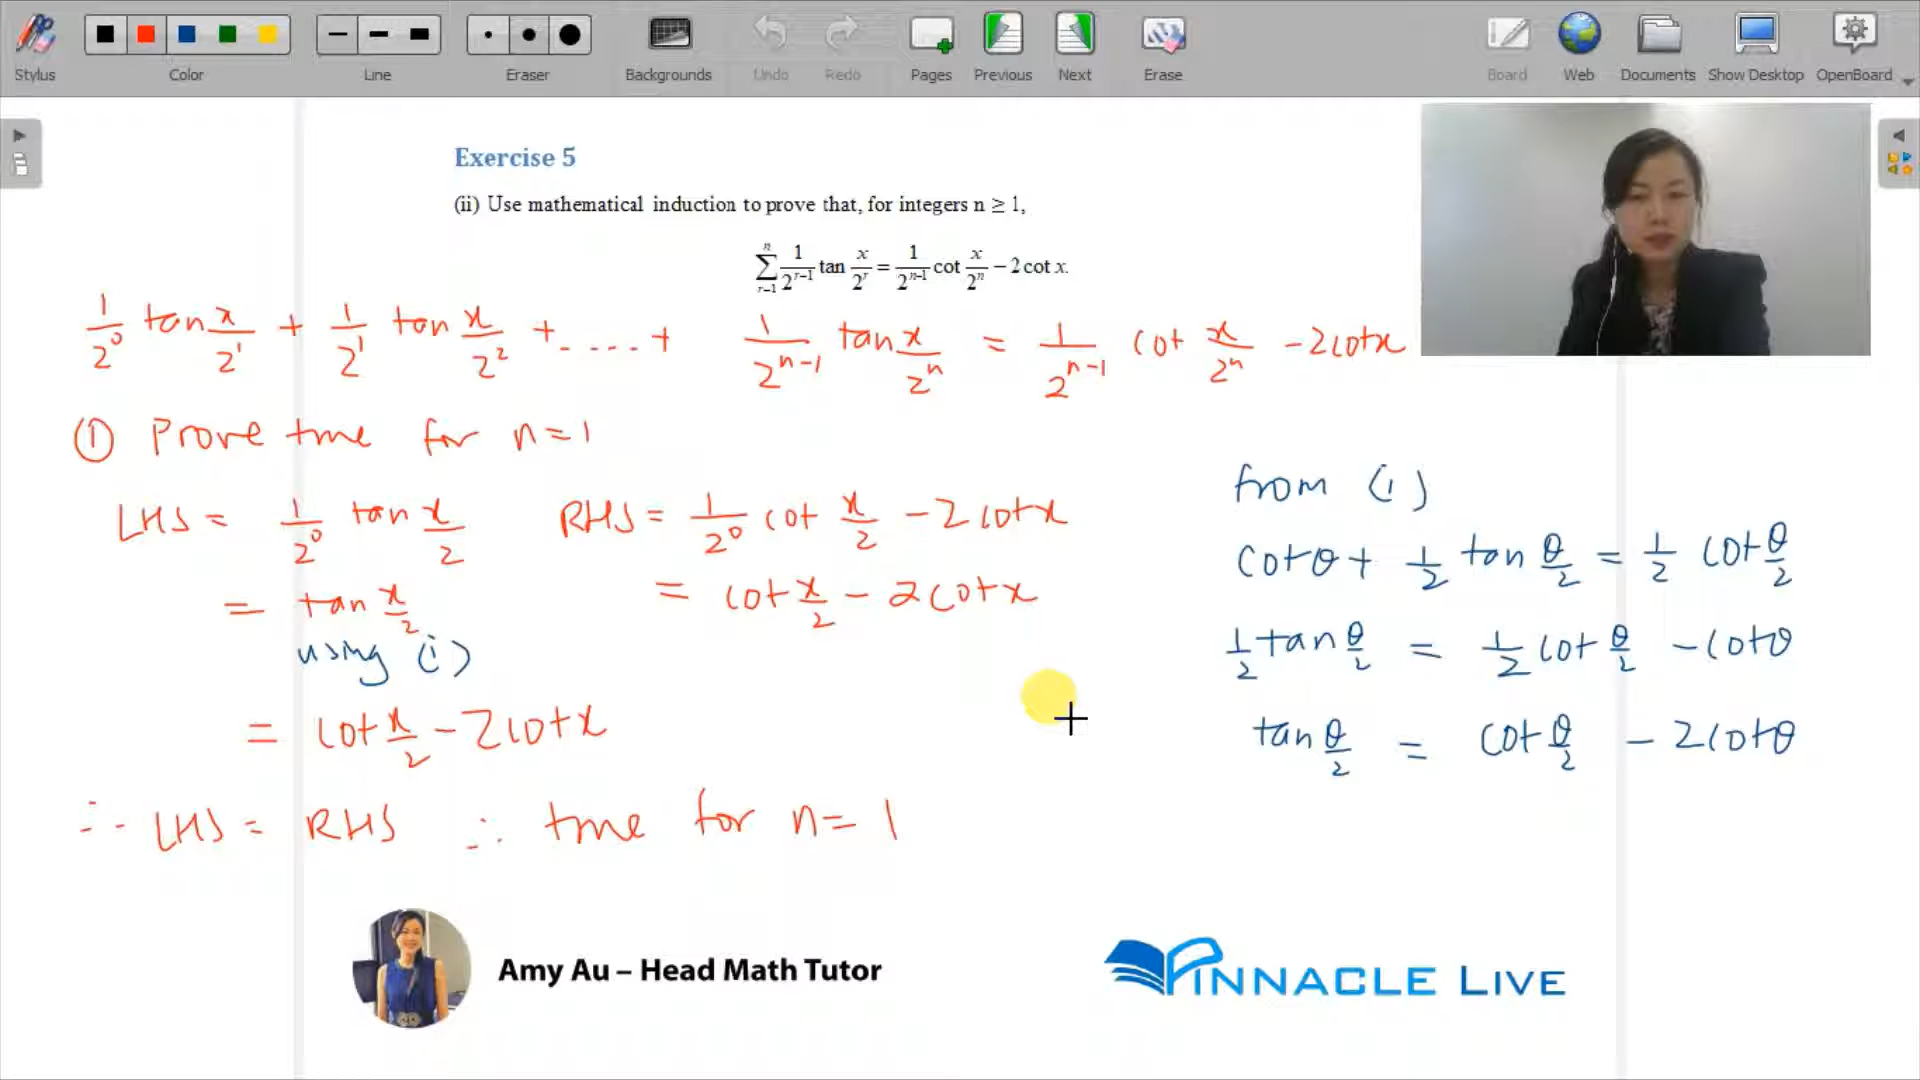 Stylus Color Line Eraser Backgrounds Undo Redo Pages Previous Next Erase Board Web Documents Show Desktop OpenBoard
Exercise 5
(ii) Use mathematical induction to prove that, for integers n ≥ 1,
∑_{r=1}^{n} 1/2^{r-1} tan x/2^r = 1/2^{n-1} cot x/2^n − 2 cot x.
1/2^0 tan x/2^1 + 1/2^1 tan x/2^2 + ..... + 1/2^{n-1} tan x/2^n = 1/2^{n-1} cot x/2^n − 2cotx
① Prove true for n=1
LHS = 1/2^0 tan x/2
= tan x/2
using (i)
= cot x/2 − 2cotx
RHS = 1/2^0 cot x/2 − 2cotx
= cot x/2 − 2cotx
∴ LHS = RHS ∴ true for n=1
from (i)
cotθ + 1/2 tan θ/2 = 1/2 cot θ/2
1/2 tan θ/2 = 1/2 cot θ/2 − cotθ
tan θ/2 = cot θ/2 − 2cotθ
Amy Au – Head Math Tutor
PINNACLE LIVE